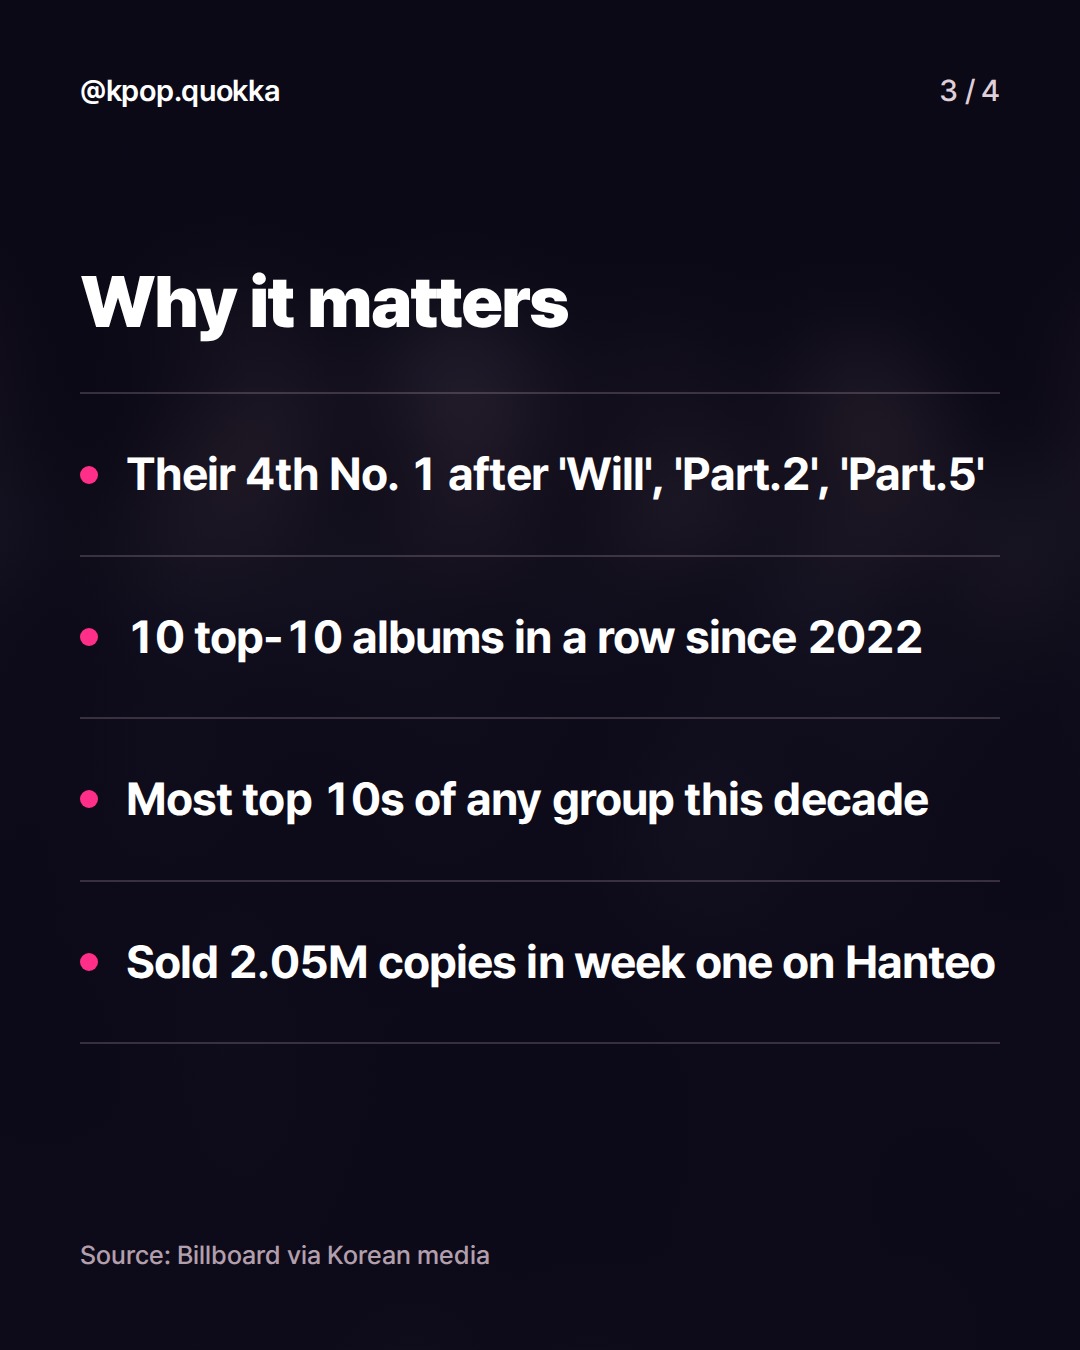 @kpop.quokka
3 / 4
Why it matters
Their 4th No. 1 after 'Will', 'Part.2', 'Part.5'
10 top-10 albums in a row since 2022
Most top 10s of any group this decade
Sold 2.05M copies in week one on Hanteo
Source: Billboard via Korean media